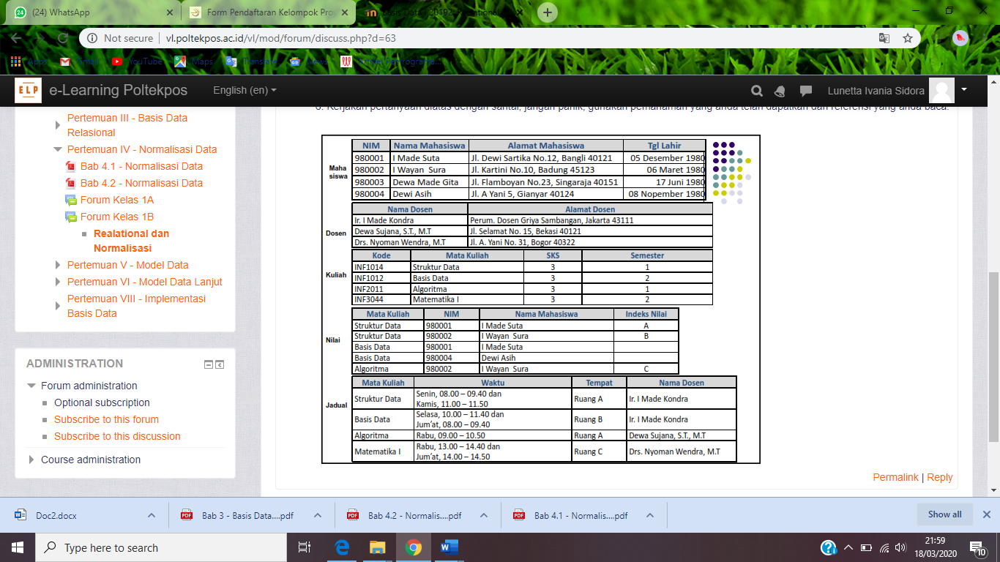 (24) WhatsApp
Form Pendaftaran Kelompok Pro
Basis Data | 20192:
Not secure | vl.poltekpos.ac.id/vl/mod/forum/discuss.php?d=63
Apps Gmail YouTube Maps Translate News
ELP e-Learning Poltekpos English (en) Lunetta Ivania Sidora
Pertemuan III - Basis Data
Relasional
Pertemuan IV - Normalisasi Data
Bab 4.1 - Normalisasi Data
Bab 4.2 - Normalisasi Data
Forum Kelas 1A
Forum Kelas 1B
Realational dan
Normalisasi
Pertemuan V - Model Data
Pertemuan VI - Model Data Lanjut
Pertemuan VIII - Implementasi
Basis Data
ADMINISTRATION
Forum administration
Optional subscription
Subscribe to this forum
Subscribe to this discussion
Course administration
Kerjakan pertanyaan diatas dengan santai, jangan panik, gunakan pemahaman yang anda telah dapatkan dan referensi yang anda baca.
Maha
siswa
NIM Nama Mahasiswa Alamat Mahasiswa Tgl Lahir
980001 I Made Suta Jl. Dewi Sartika No.12, Bangli 40121 05 Desember 1980
980002 I Wayan Sura Jl. Kartini No.10, Badung 45123 06 Maret 1980
980003 Dewa Made Gita Jl. Flamboyan No.23, Singaraja 40151 17 Juni 1980
980004 Dewi Asih Jl. A Yani 5, Gianyar 40124 08 Nopember 1980
Dosen
Nama Dosen Alamat Dosen
Ir. I Made Kondra Perum. Dosen Griya Sambangan, Jakarta 43111
Dewa Sujana, S.T., M.T Jl. Selamat No. 15, Bekasi 40121
Drs. Nyoman Wendra, M.T Jl. A. Yani No. 31, Bogor 40322
Kuliah
Kode Mata Kuliah SKS Semester
INF1014 Struktur Data 3 1
INF1012 Basis Data 3 2
INF2011 Algoritma 3 1
INF3044 Matematika I 3 2
Nilai
Mata Kuliah NIM Nama Mahasiswa Indeks Nilai
Struktur Data 980001 I Made Suta A
Struktur Data 980002 I Wayan Sura B
Basis Data 980001 I Made Suta
Basis Data 980004 Dewi Asih
Algoritma 980002 I Wayan Sura C
Jadual
Mata Kuliah Waktu Tempat Nama Dosen
Struktur Data Senin, 08.00 – 09.40 dan Ruang A Ir. I Made Kondra
Kamis, 11.00 – 11.50
Basis Data Selasa, 10.00 – 11.40 dan Ruang B Ir. I Made Kondra
Jum'at, 08.00 – 09.40
Algoritma Rabu, 09.00 – 10.50 Ruang A Dewa Sujana, S.T., M.T
Matematika I Rabu, 13.00 – 14.40 dan Ruang C Drs. Nyoman Wendra, M.T
Jum'at, 14.00 – 14.50
Permalink | Reply
Doc2.docx
Bab 3 - Basis Data....pdf
Bab 4.2 - Normalis....pdf
Bab 4.1 - Normalis....pdf
Show all
Type here to search
21:59
18/03/2020
10